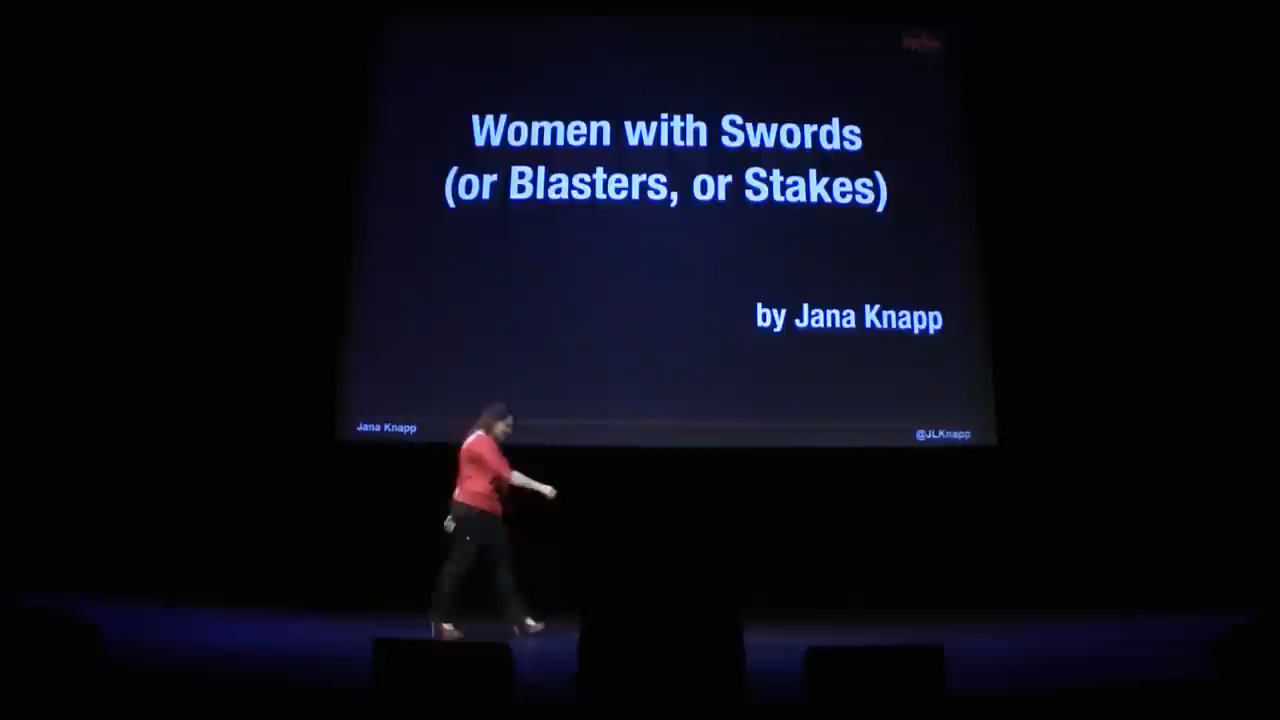 Women with Swords
(or Blasters, or Stakes)
by Jana Knapp
Jana Knapp
@JLKnapp